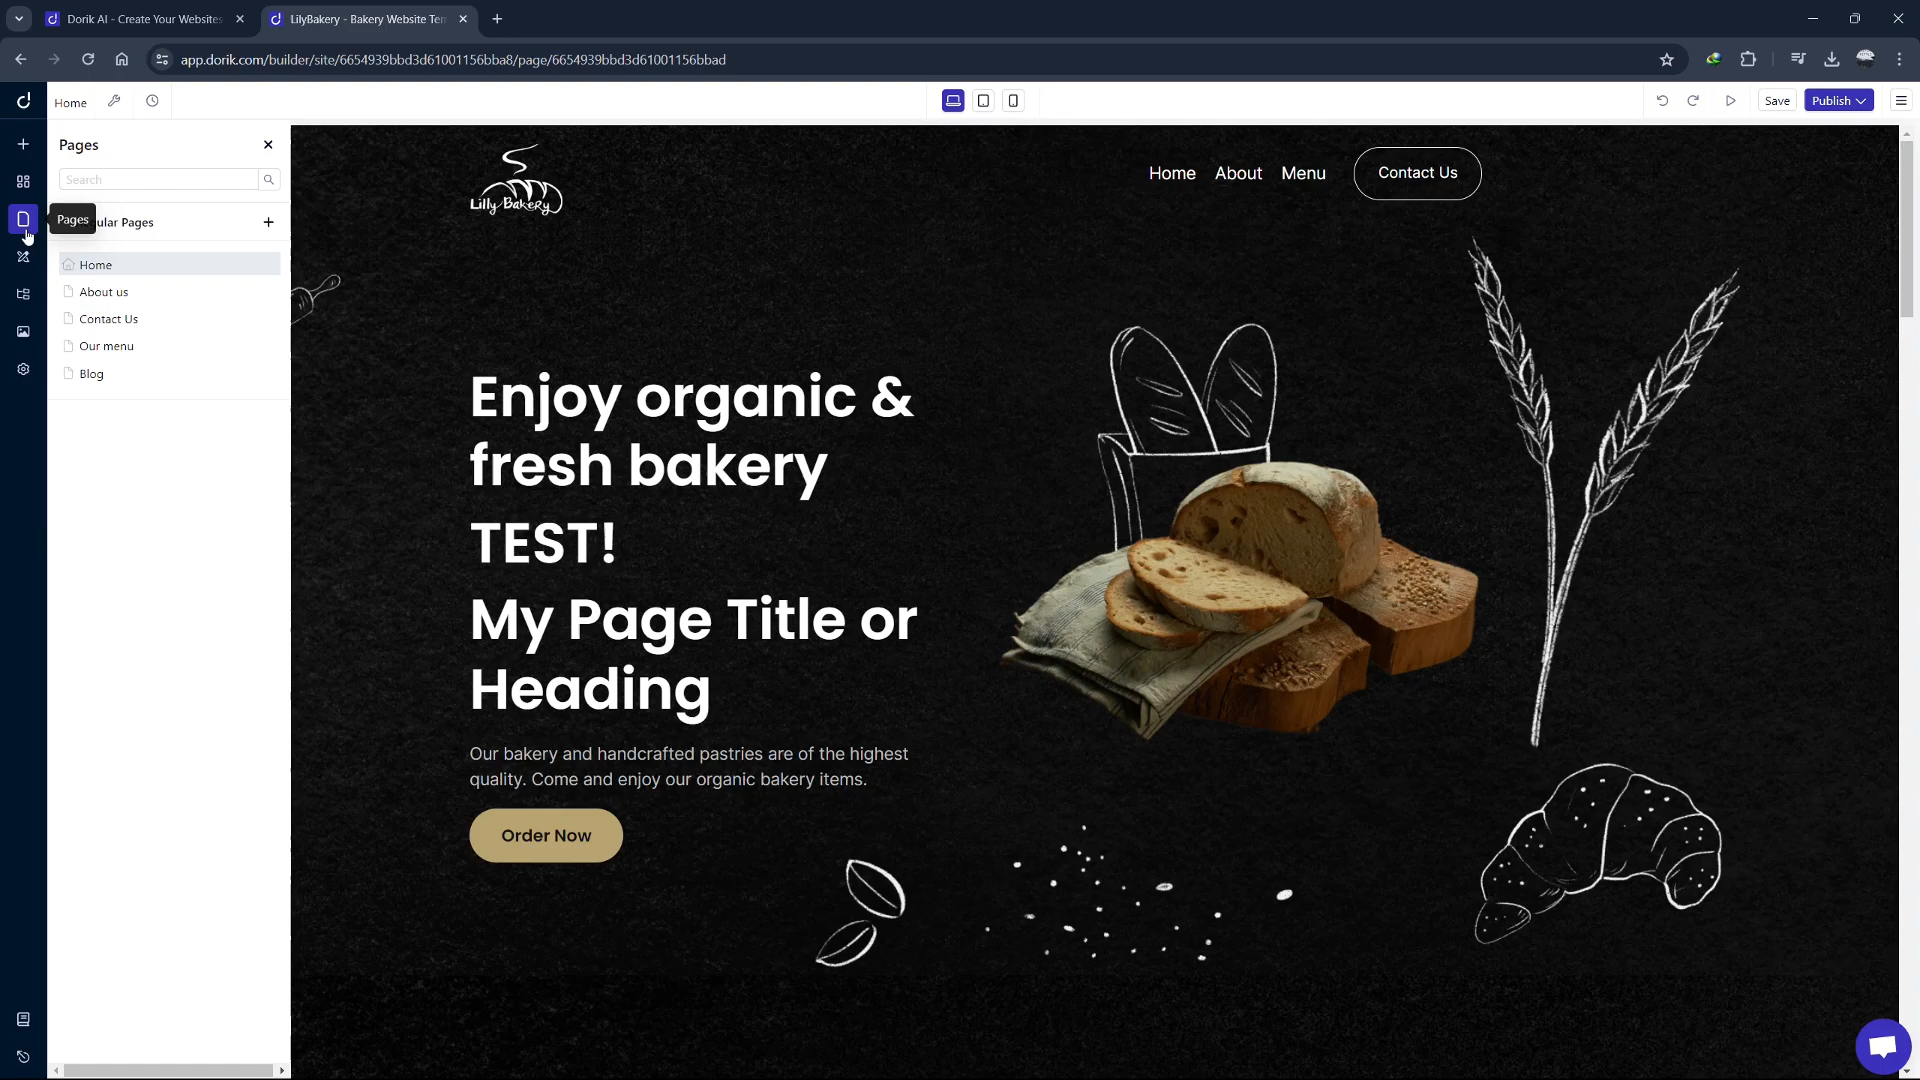 Dorik AI - Create Your Websites
LilyBakery - Bakery Website Tem
app.dorik.com/builder/site/6654939bbd3d61001156bba8/page/6654939bbd3d61001156bbad
Home
Save
Publish
Pages
Search
Pages
ular Pages
Home
About us
Contact Us
Our menu
Blog
Lilly Bakery
Home About Menu Contact Us
Enjoy organic &
fresh bakery
TEST!
My Page Title or
Heading
Our bakery and handcrafted pastries are of the highest
quality. Come and enjoy our organic bakery items.
Order Now